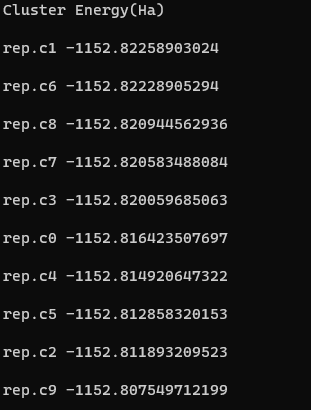 Cluster Energy(Ha)
rep.c1 -1152.82258903024
rep.c6 -1152.82228905294
rep.c8 -1152.820944562936
rep.c7 -1152.820583488084
rep.c3 -1152.820059685063
rep.c0 -1152.816423507697
rep.c4 -1152.814920647322
rep.c5 -1152.812858320153
rep.c2 -1152.811893209523
rep.c9 -1152.807549712199